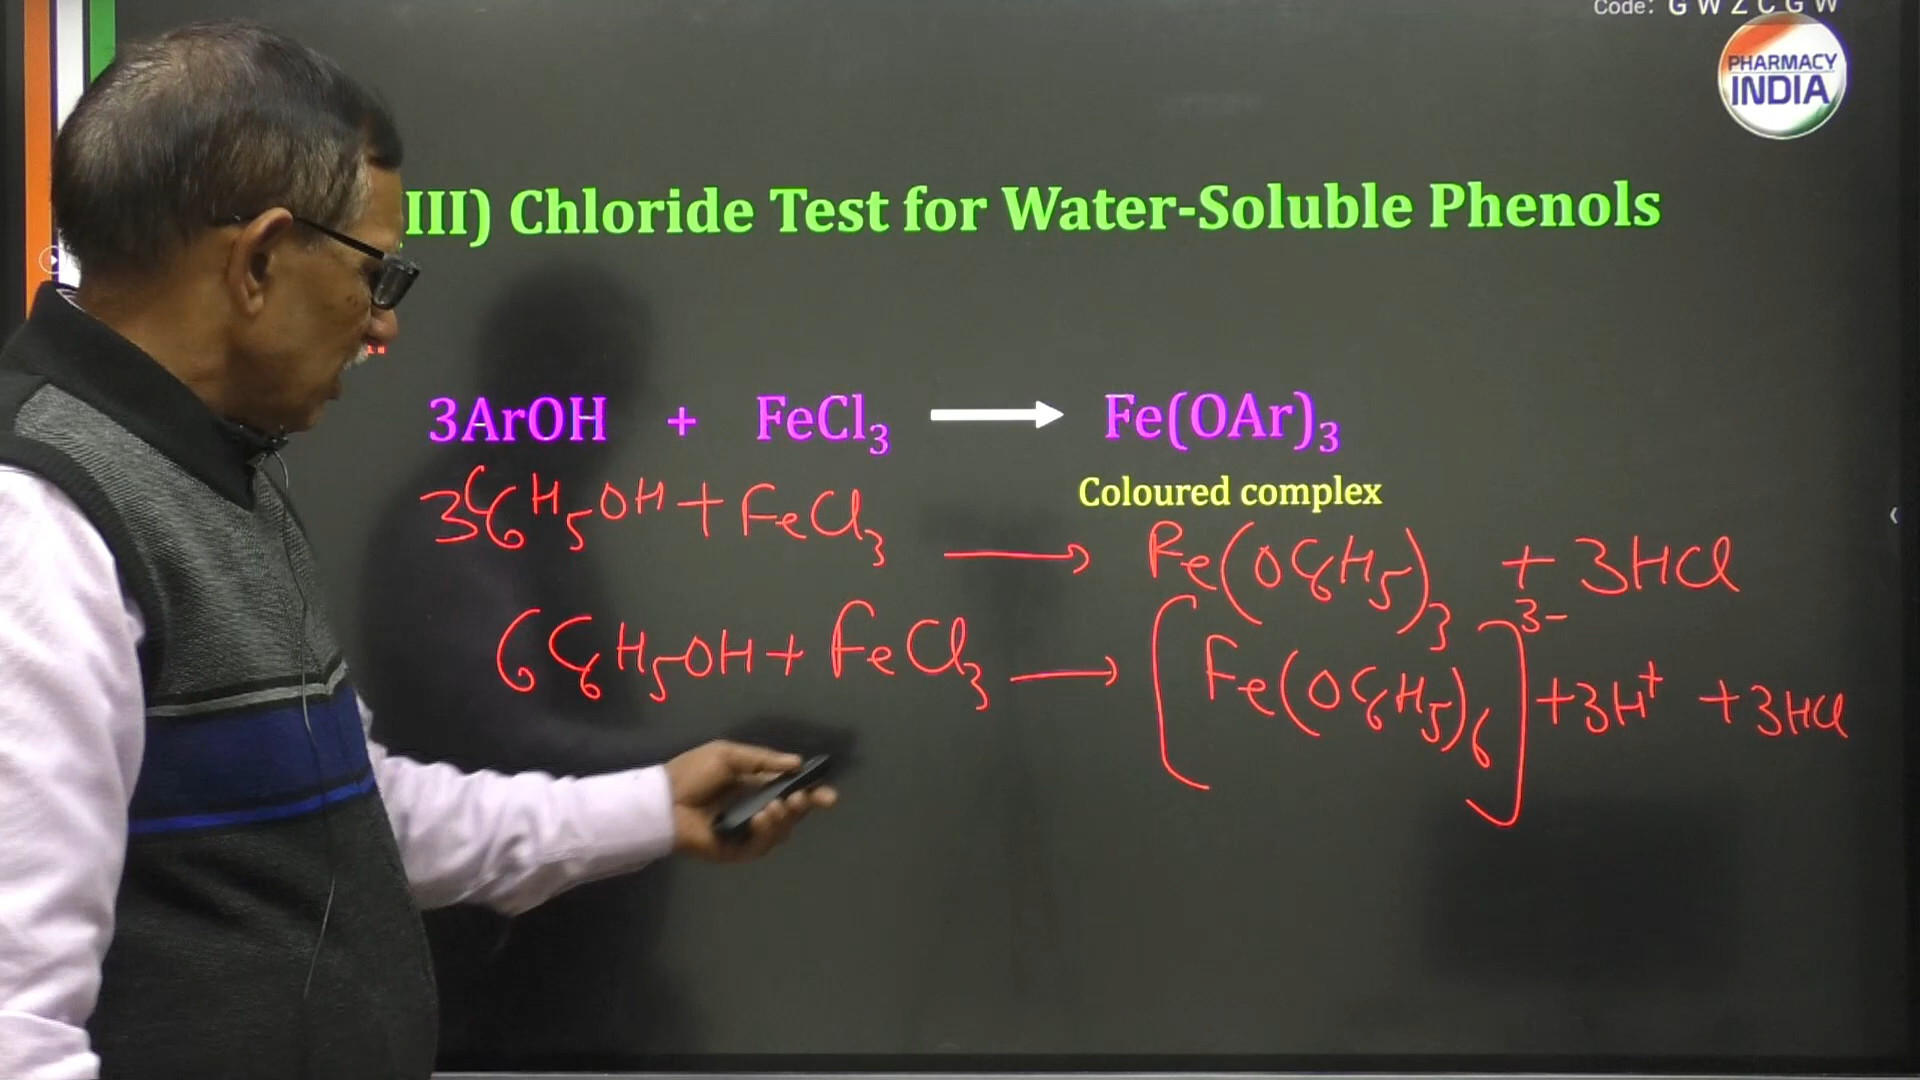 Code: G W Z C G W
PHARMACY
INDIA
III) Chloride Test for Water-Soluble Phenols
3ArOH + FeCl₃ ⟶ Fe(OAr)₃
Coloured complex
3C₆H₅OH + FeCl₃ ⟶ Fe(OC₆H₅)₃ + 3HCl
6C₆H₅OH + FeCl₃ ⟶ [Fe(OC₆H₅)₆]³⁻ + 3H⁺ + 3HCl